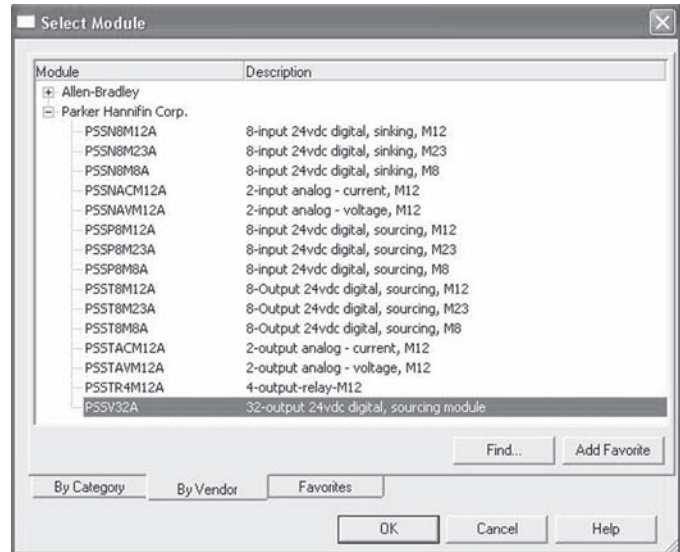 Select Module
Module Description
Allen-Bradley
Parker Hannifin Corp.
PSSN8M12A 8-input 24vdc digital, sinking, M12
PSSN8M23A 8-input 24vdc digital, sinking, M23
PSSN8M8A 8-input 24vdc digital, sinking, M8
PSSNACM12A 2-input analog - current, M12
PSSNAVM12A 2-input analog - voltage, M12
PSSP8M12A 8-input 24vdc digital, sourcing, M12
PSSP8M23A 8-input 24vdc digital, sourcing, M23
PSSP8M8A 8-input 24vdc digital, sourcing, M8
PSST8M12A 8-Output 24vdc digital, sourcing, M12
PSST8M23A 8-Output 24vdc digital, sourcing, M23
PSST8M8A 8-Output 24vdc digital, sourcing, M8
PSSTACM12A 2-output analog - current, M12
PSSTAVM12A 2-output analog - voltage, M12
PSSTR4M12A 4-output-relay-M12
PSSV32A 32-output 24vdc digital, sourcing module
Find... Add Favorite
By Category By Vendor Favorites
OK Cancel Help